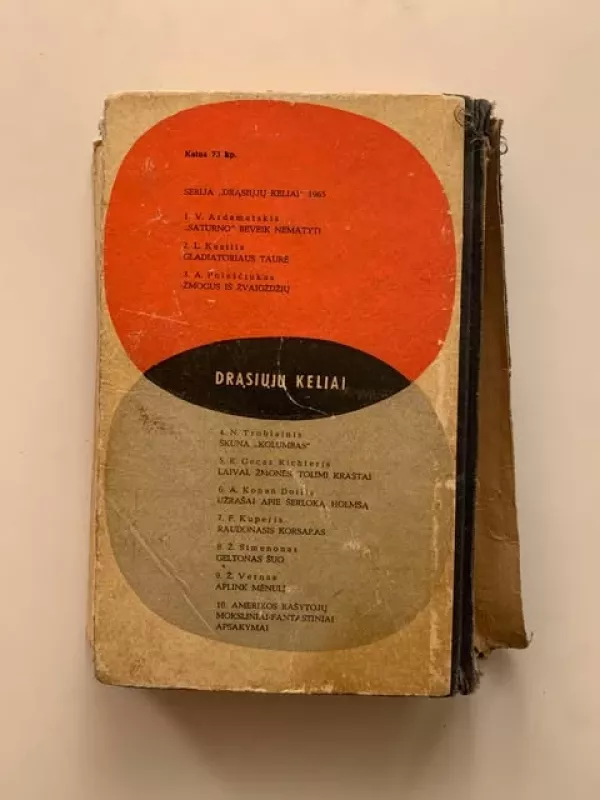 Kaina 73 kp.
SERIJA „DRĄSIŲJŲ KELIAI" 1965
1. V. Ardamatskis
„SATURNO" BEVEIK NEMATYTI
2. L. Kasilis
GLADIATORIAUS TAURĖ
3. A. Poleščiukas
ŽMOGUS IŠ ŽVAIGŽDŽIŲ
DRĄSIŲJŲ KELIAI
4. N. Trublainis
ŠKUNA „KOLUMBAS"
5. K. Gecas Richteris
LAIVAI, ŽMONĖS, TOLIMI KRAŠTAI
6. A. Konan Doilis
UŽRAŠAI APIE ŠERLOKĄ HOLMSĄ
7. F. Kuperis
RAUDONASIS KORSARAS
8. Ž. Simenonas
GELTONAS ŠUO
9. Ž. Vernas
APLINK MĖNULĮ
10. AMERIKOS RAŠYTOJŲ
MOKSLINIAI-FANTASTINIAI
APSAKYMAI